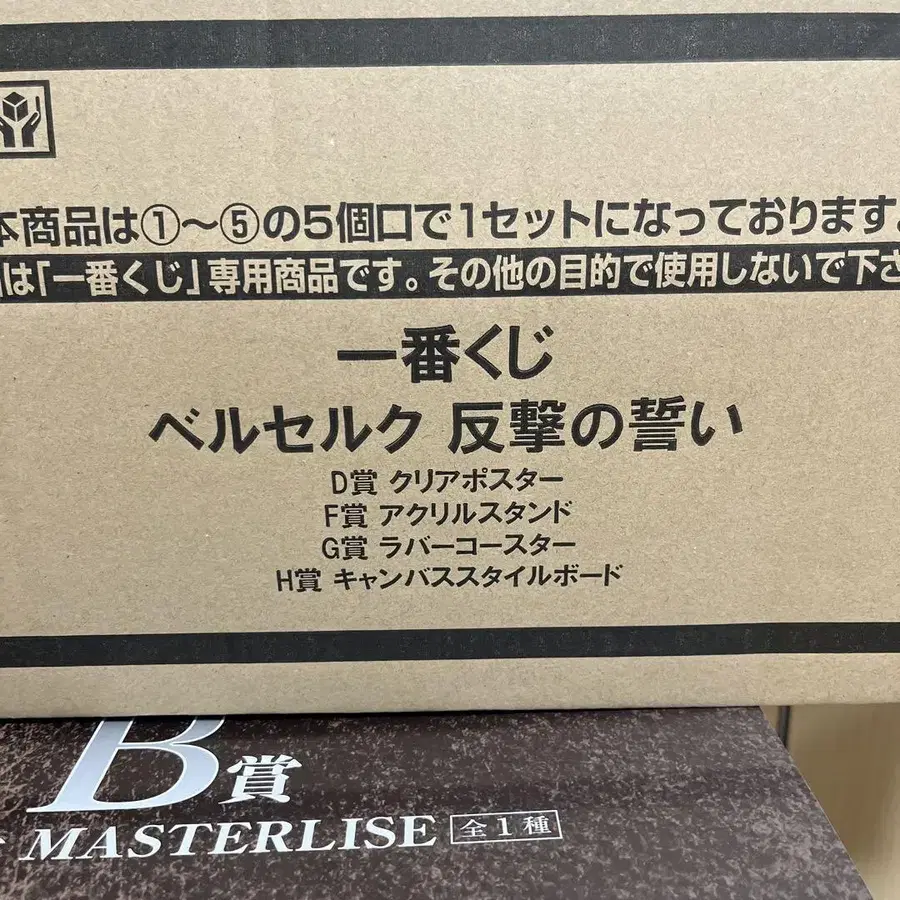 本商品は①～⑤の5個口で1セットになっております。
は「一番くじ」専用商品です。その他の目的で使用しないで下さ
一番くじ
ベルセルク 反撃の誓い
D賞 クリアポスター
F賞 アクリルスタンド
G賞 ラバーコースター
H賞 キャンバススタイルボード
B賞
MASTERLISE 全1種